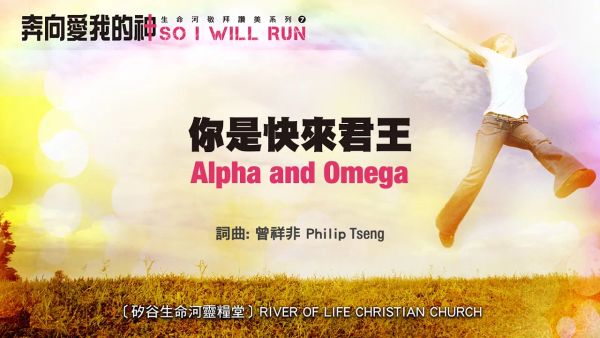 生命河敬拜讚美系列❼
奔向愛我的神
SO I WILL RUN
你是快來君王
Alpha and Omega
詞曲: 曾祥非 Philip Tseng
〔矽谷生命河靈糧堂〕RIVER OF LIFE CHRISTIAN CHURCH